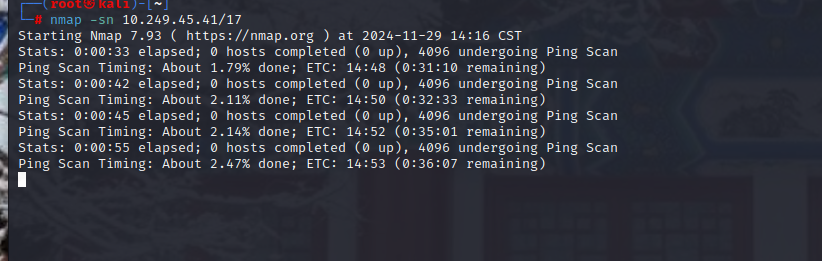 ┌──(root㉿kali)-[~]
└─# nmap -sn 10.249.45.41/17
Starting Nmap 7.93 ( https://nmap.org ) at 2024-11-29 14:16 CST
Stats: 0:00:33 elapsed; 0 hosts completed (0 up), 4096 undergoing Ping Scan
Ping Scan Timing: About 1.79% done; ETC: 14:48 (0:31:10 remaining)
Stats: 0:00:42 elapsed; 0 hosts completed (0 up), 4096 undergoing Ping Scan
Ping Scan Timing: About 2.11% done; ETC: 14:50 (0:32:33 remaining)
Stats: 0:00:45 elapsed; 0 hosts completed (0 up), 4096 undergoing Ping Scan
Ping Scan Timing: About 2.14% done; ETC: 14:52 (0:35:01 remaining)
Stats: 0:00:55 elapsed; 0 hosts completed (0 up), 4096 undergoing Ping Scan
Ping Scan Timing: About 2.47% done; ETC: 14:53 (0:36:07 remaining)